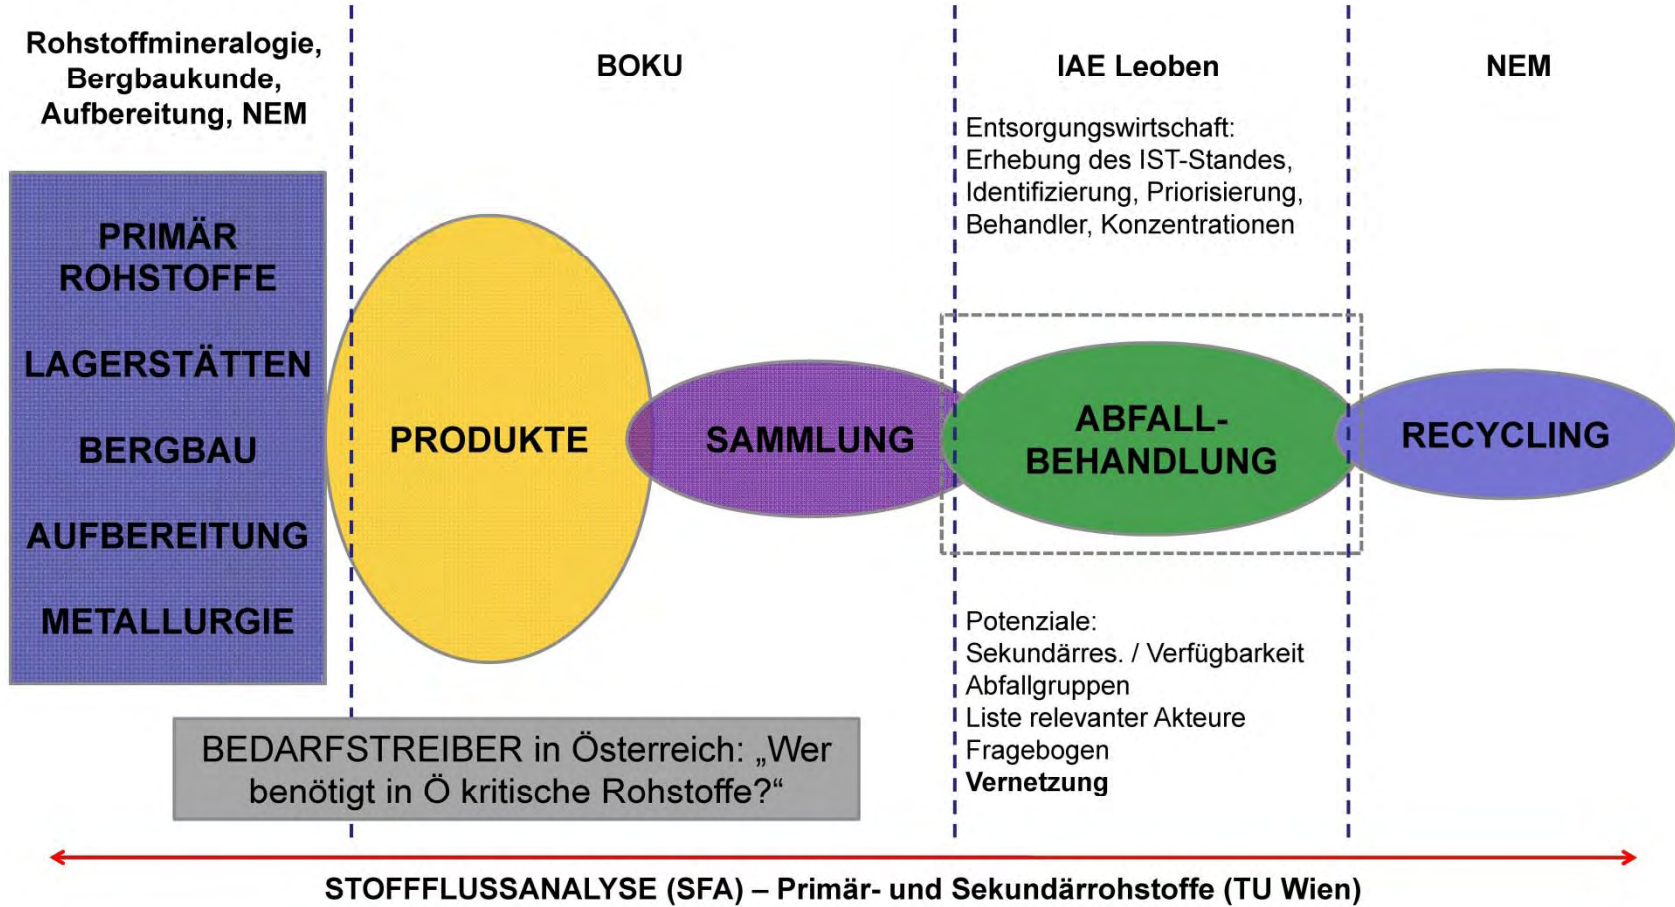 Rohstoffmineralogie,
Bergbaukunde,
Aufbereitung, NEM
BOKU
IAE Leoben
NEM
Entsorgungswirtschaft:
Erhebung des IST-Standes,
Identifizierung, Priorisierung,
Behandler, Konzentrationen
PRIMÄR
ROHSTOFFE
LAGERSTÄTTEN
BERGBAU
AUFBEREITUNG
METALLURGIE
PRODUKTE
SAMMLUNG
ABFALL-
BEHANDLUNG
RECYCLING
Potenziale:
Sekundärres. / Verfügbarkeit
Abfallgruppen
Liste relevanter Akteure
Fragebogen
Vernetzung
BEDARFSTREIBER in Österreich: „Wer
benötigt in Ö kritische Rohstoffe?“
STOFFFLUSSANALYSE (SFA) – Primär- und Sekundärrohstoffe (TU Wien)